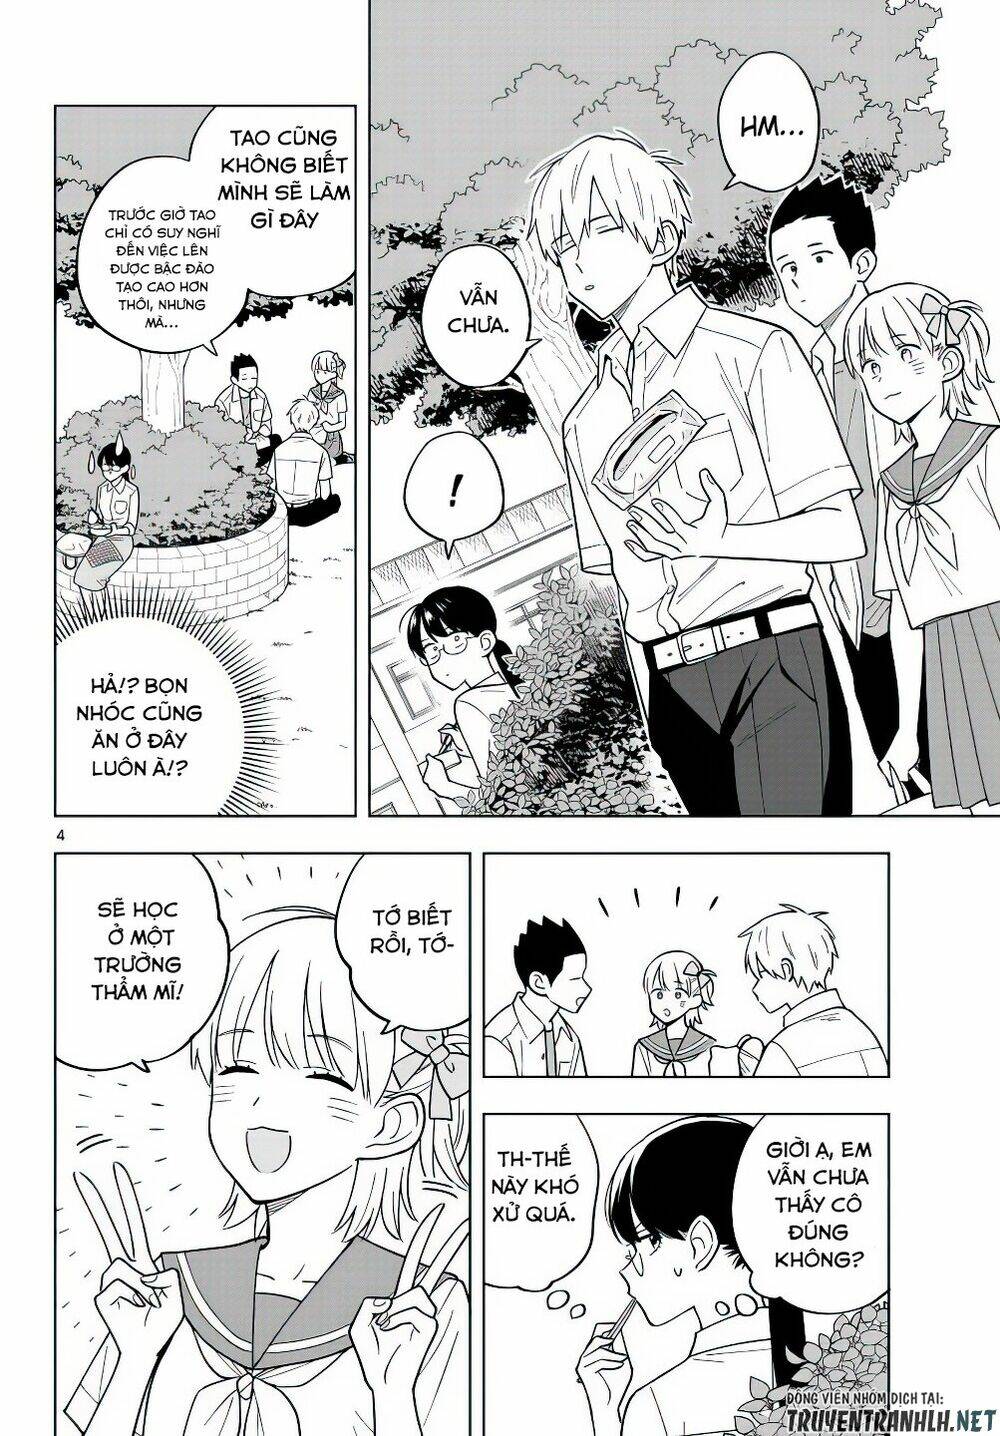 HM...
VẪN
CHƯA.
!
TAO CŨNG
KHÔNG BIẾT
MÌNH SẼ LÀM
GÌ ĐÂY
TRƯỚC GIỜ TAO
CHỈ CÓ SUY NGHĨ
ĐẾN VIỆC LÊN
ĐƯỢC BẬC ĐÀO
TẠO CAO HƠN
THÔI, NHƯNG
MÀ...
HẢ!? BỌN
NHÓC CŨNG
ĂN Ở ĐÂY
LUÔN À!?
4
TỚ BIẾT
RỒI, TỚ-
SẼ HỌC
Ở MỘT
TRƯỜNG
THẨM MĨ!
GIỜI Ạ, EM
VẪN CHƯA
THẤY CÔ
ĐÚNG
KHÔNG?
TH-THẾ
NÀY KHÓ
XỬ QUÁ.
ĐỘNG VIÊN NHÓM DỊCH TẠI:
TRUYENTRANHLH.NET